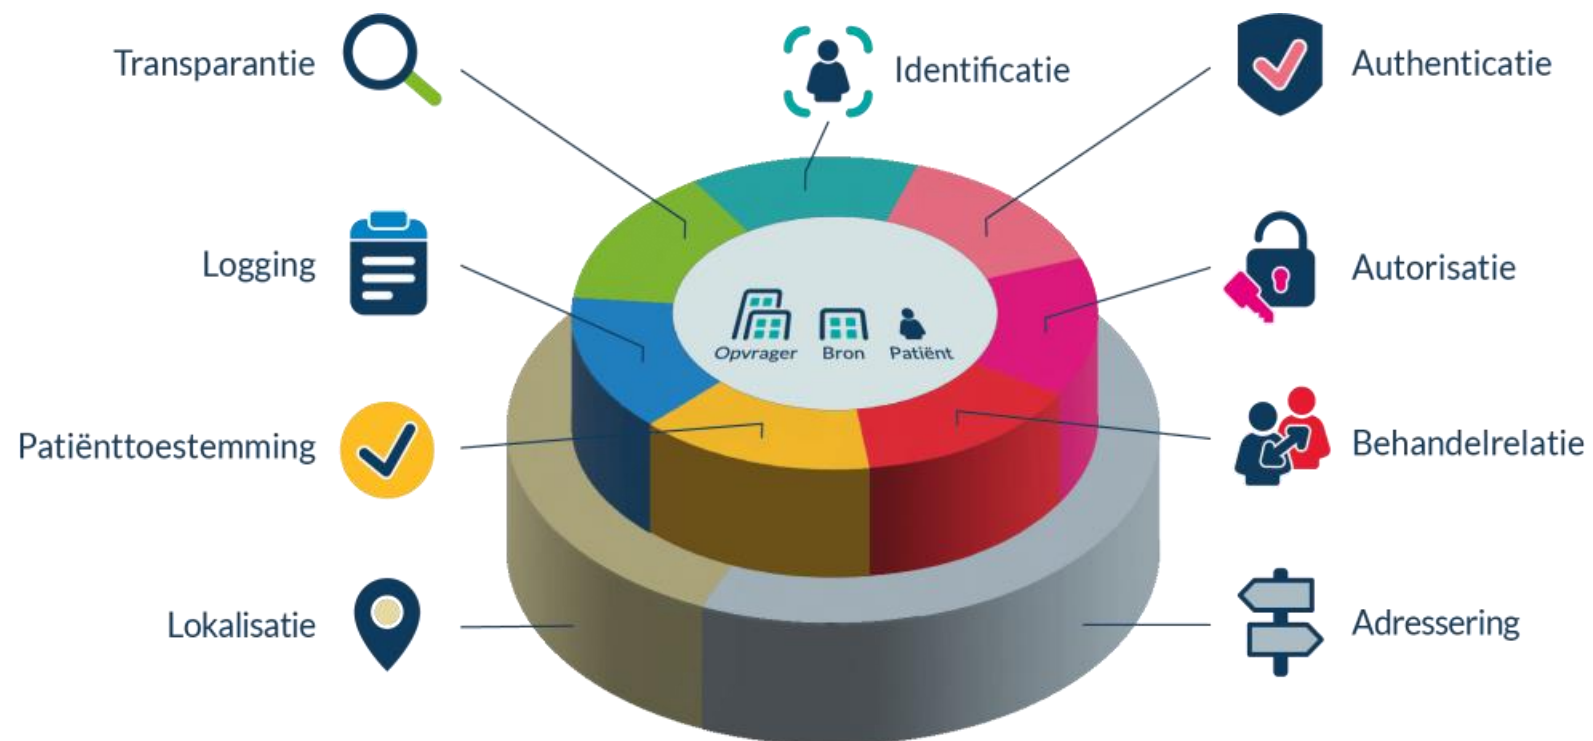 Transparantie
Identificatie
Authenticatie
Logging
Autorisatie
Opvrager
Bron
Patiënt
Patiënttoestemming
Behandelrelatie
Lokalisatie
Adressering